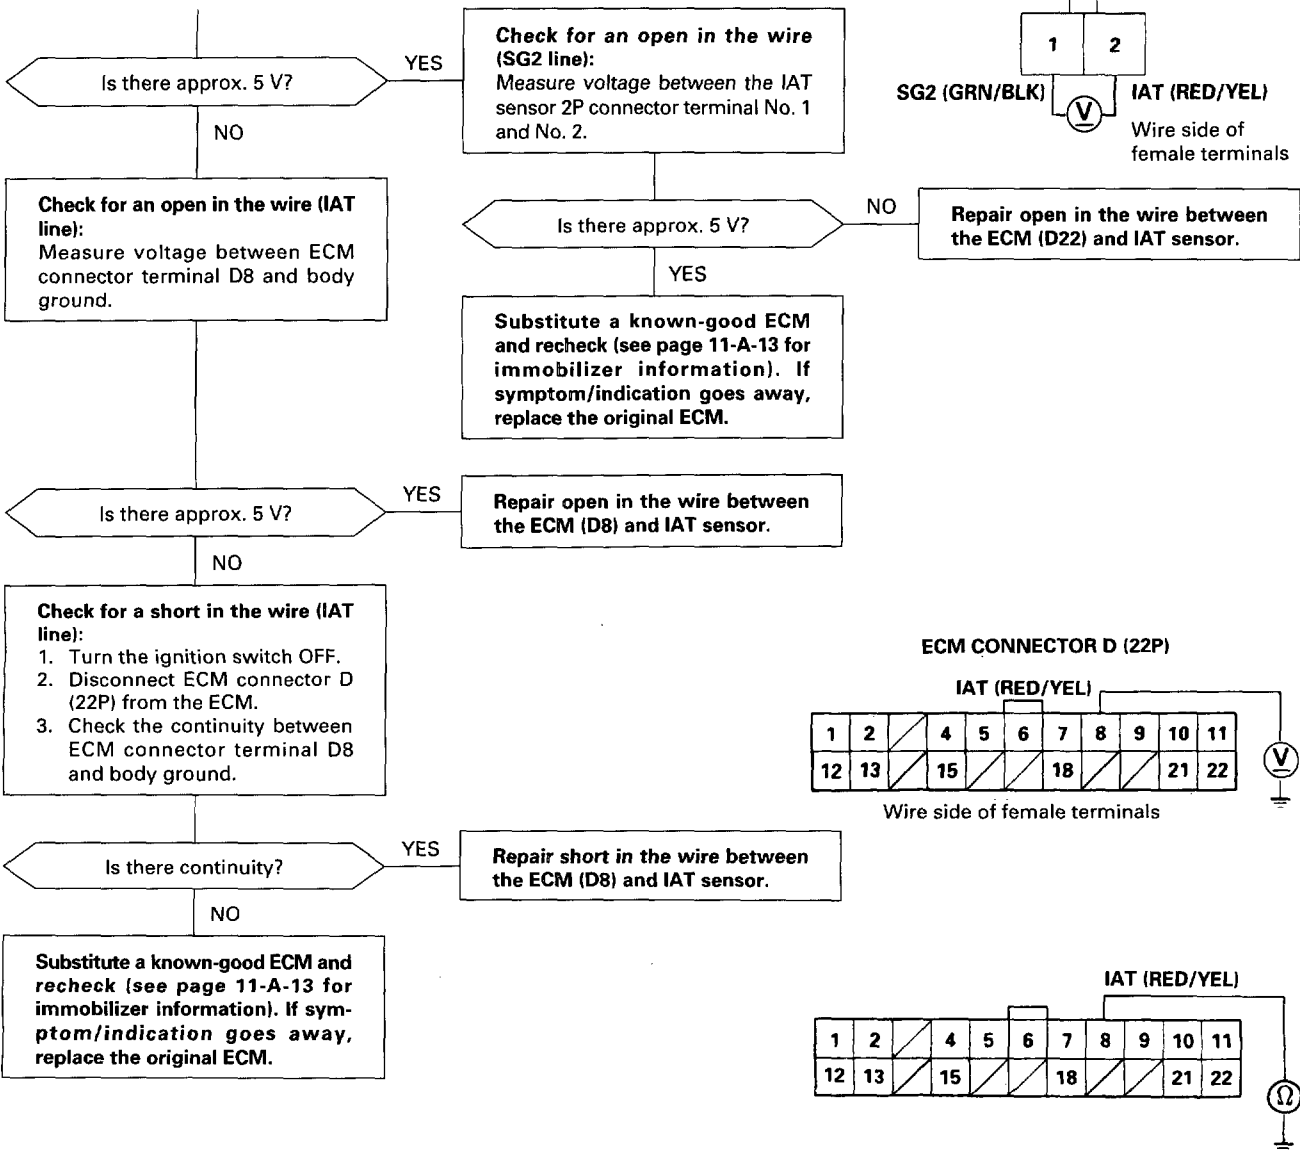 Is there approx. 5 V?
YES
NO
Check for an open in the wire
(SG2 line):
Measure voltage between the IAT
sensor 2P connector terminal No. 1
and No. 2.
1 2
SG2 (GRN/BLK)
V
IAT (RED/YEL)
Wire side of
female terminals
Check for an open in the wire (IAT
line):
Measure voltage between ECM
connector terminal D8 and body
ground.
Is there approx. 5 V?
NO
YES
Repair open in the wire between
the ECM (D22) and IAT sensor.
Substitute a known-good ECM
and recheck (see page 11-A-13 for
immobilizer information). If
symptom/indication goes away,
replace the original ECM.
Is there approx. 5 V?
YES
NO
Repair open in the wire between
the ECM (D8) and IAT sensor.
Check for a short in the wire (IAT
line):
1. Turn the ignition switch OFF.
2. Disconnect ECM connector D
(22P) from the ECM.
3. Check the continuity between
ECM connector terminal D8
and body ground.
ECM CONNECTOR D (22P)
IAT (RED/YEL)
1 2 4 5 6 7 8 9 10 11
12 13 15 18 21 22
V
Wire side of female terminals
Is there continuity?
YES
NO
Repair short in the wire between
the ECM (D8) and IAT sensor.
Substitute a known-good ECM and
recheck (see page 11-A-13 for
immobilizer information). If sym-
ptom/indication goes away,
replace the original ECM.
IAT (RED/YEL)
1 2 4 5 6 7 8 9 10 11
12 13 15 18 21 22
Ω